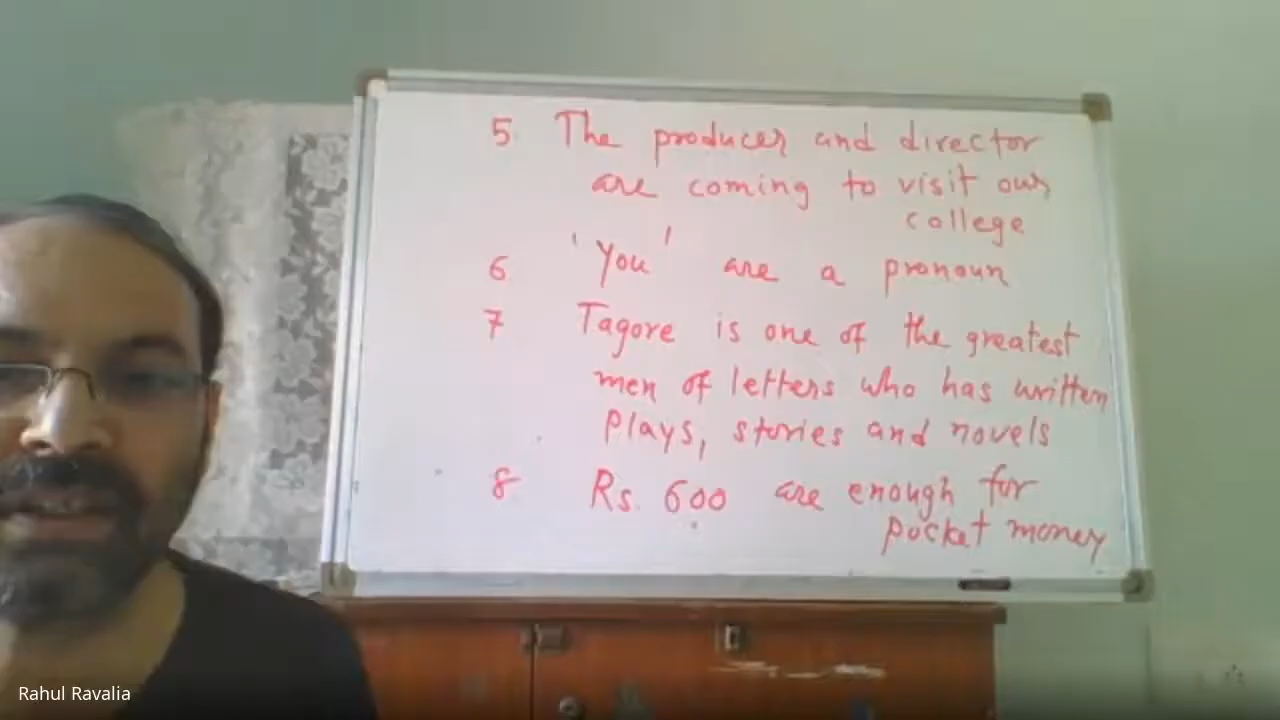 5 The producer and director
are coming to visit our
college
6 'You' are a pronoun
7 Tagore is one of the greatest
men of letters who has written
Plays, stories and novels
8 Rs. 600 are enough for
pocket money
Rahul Ravalia